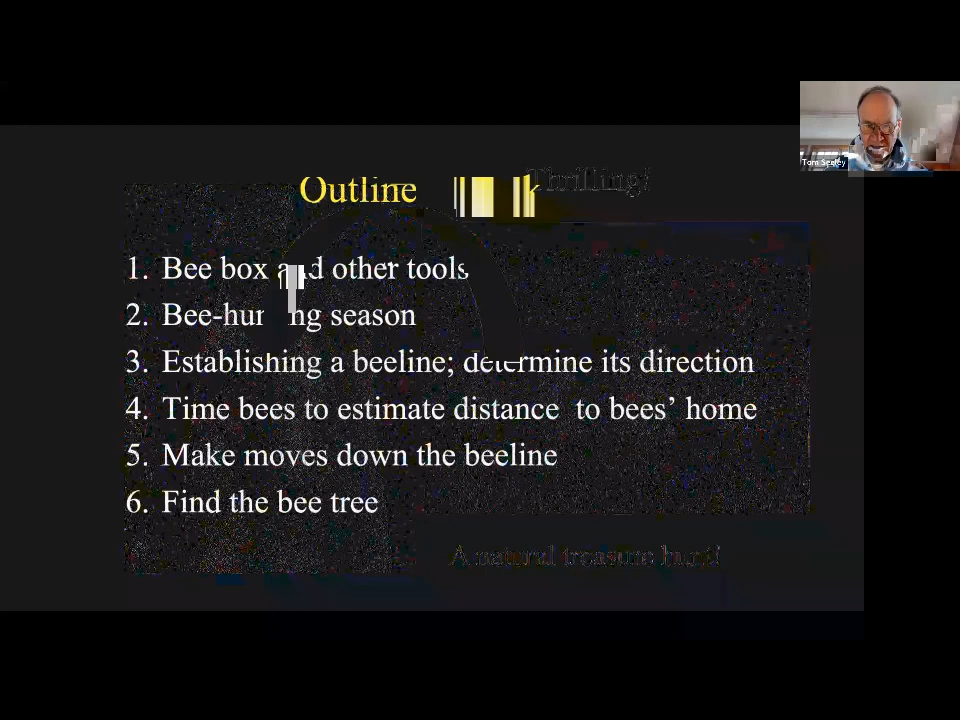 Tom Seeley
Outline
Thrilling!
1. Bee box and other tools
2. Bee-hunting season
3. Establishing a beeline; determine its direction
4. Time bees to estimate distance to bees’ home
5. Make moves down the beeline
6. Find the bee tree
A natural treasure hunt!